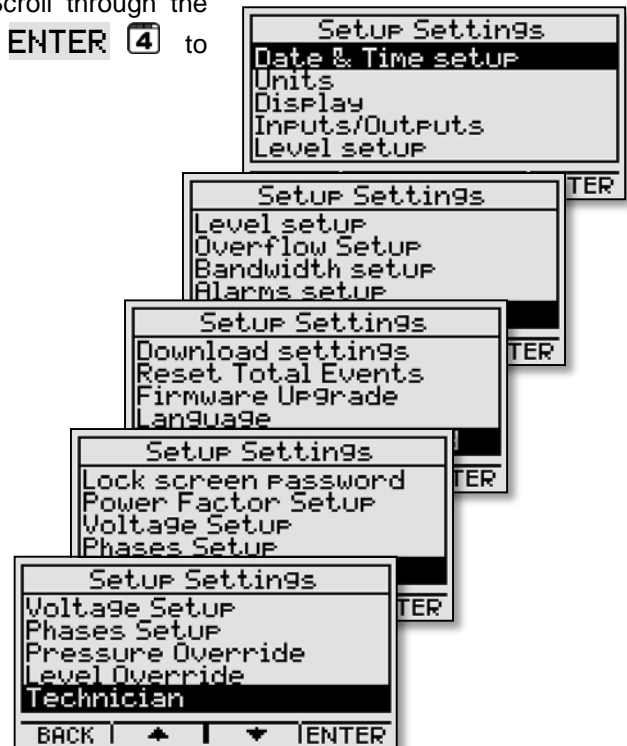 Scroll through the
ENTER 4 to
Setup Settings
Date & Time setup
Units
Display
Inputs/Outputs
Level setup
TER
Setup Settings
Level setup
Overflow Setup
Bandwidth setup
Alarms setup
TER
Setup Settings
Download settings
Reset Total Events
Firmware Upgrade
Language
TER
Setup Settings
Lock screen password
Power Factor Setup
Voltage Setup
Phases Setup
TER
Setup Settings
Voltage Setup
Phases Setup
Pressure Override
Level Override
Technician
BACK ENTER